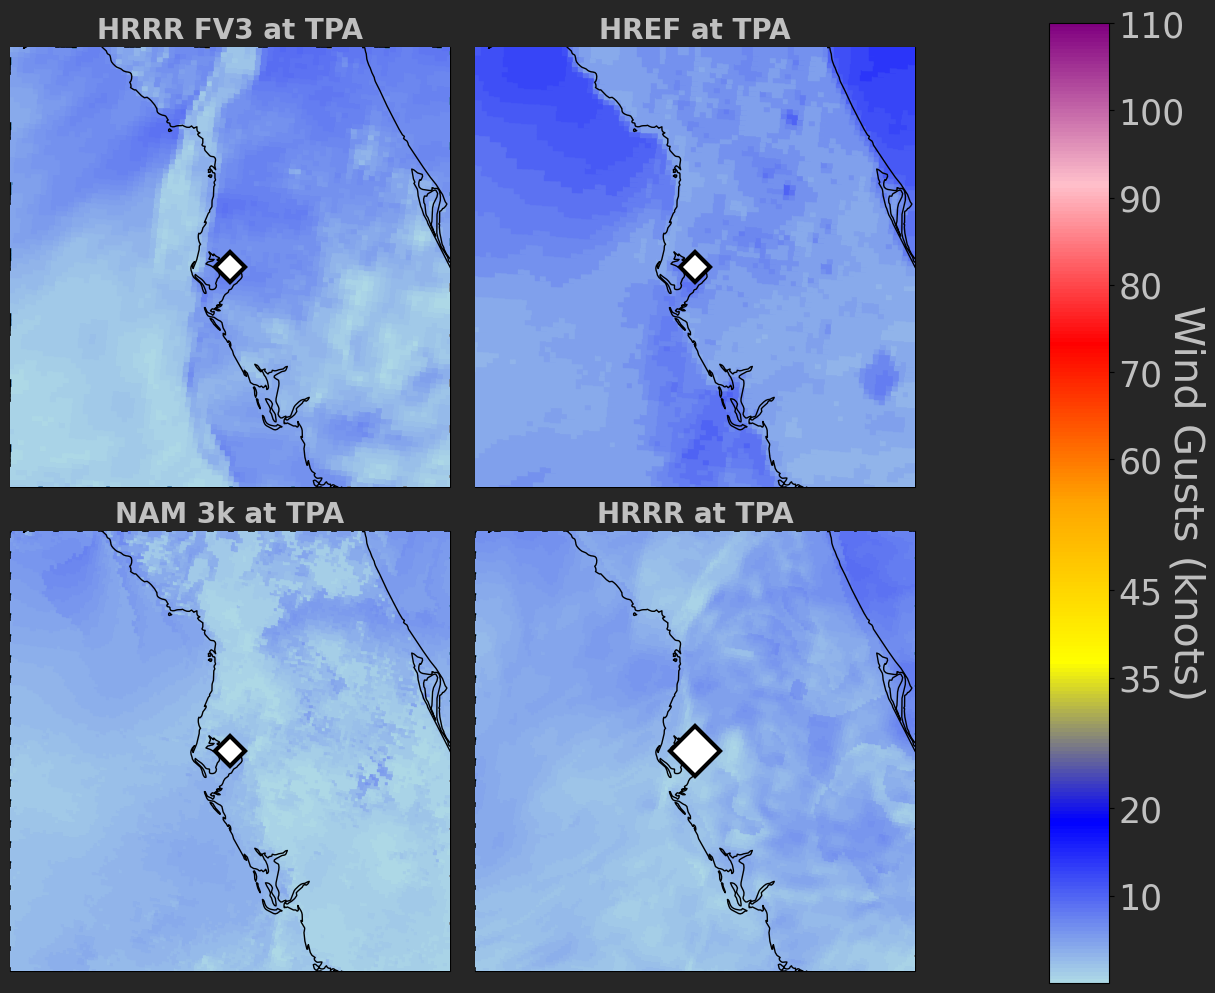 HRRR FV3 at TPA
HREF at TPA
NAM 3k at TPA
HRRR at TPA
110
100
90
80
70
60
45
35
20
10
Wind Gusts (knots)